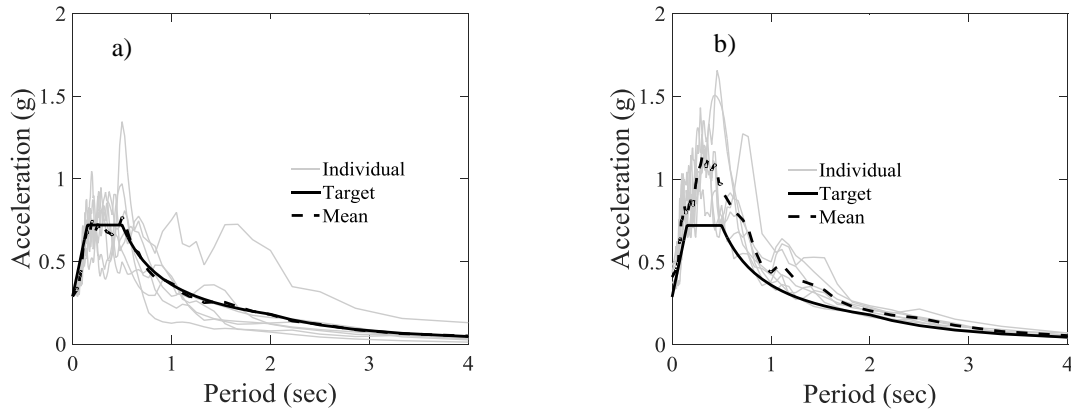 a)
Acceleration (g)
2
1.5
1
0.5
0
Individual
Target
Mean
0 1 2 3 4
Period (sec)
b)
Acceleration (g)
2
1.5
1
0.5
0
Individual
Target
Mean
0 1 2 3 4
Period (sec)